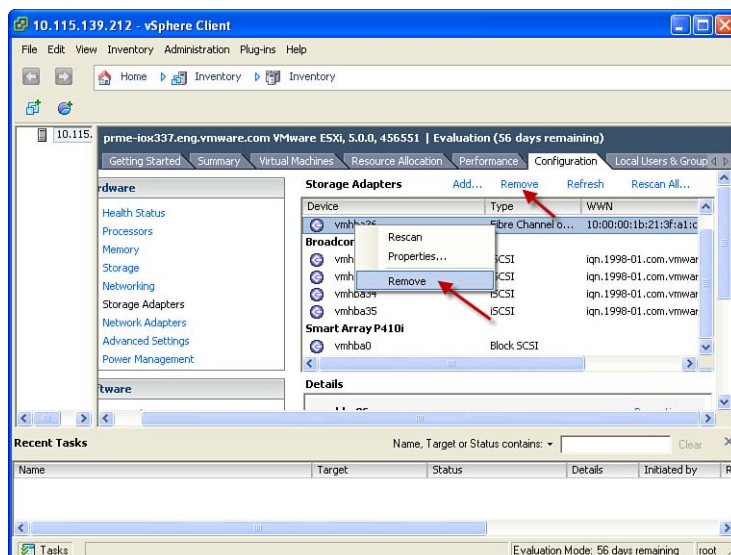 10.115.139.212 - vSphere Client
File Edit View Inventory Administration Plug-ins Help
Home Inventory Inventory
10.115.
prme-iox337.eng.vmware.com VMware ESXi, 5.0.0, 456551 | Evaluation (56 days remaining)
Getting Started Summary Virtual Machines Resource Allocation Performance Configuration Local Users & Group
rdware
Health Status
Processors
Memory
Storage
Networking
Storage Adapters
Network Adapters
Advanced Settings
Power Management
ftware
Storage Adapters Add... Remove Refresh Rescan All...
Device Type WWN
vmhba36 Fibre Channel o... 10:00:00:1b:21:3f:a1:c
Broadcor
vmh iSCSI iqn.1998-01.com.vmwar
vmh iSCSI iqn.1998-01.com.vmwar
vmhba34 iSCSI iqn.1998-01.com.vmwar
vmhba35 iSCSI iqn.1998-01.com.vmwar
Smart Array P410i
vmhba0 Block SCSI
Rescan
Properties...
Remove
Details
Recent Tasks Name, Target or Status contains: Clear
Name Target Status Details Initiated by R
Tasks Evaluation Mode: 56 days remaining root